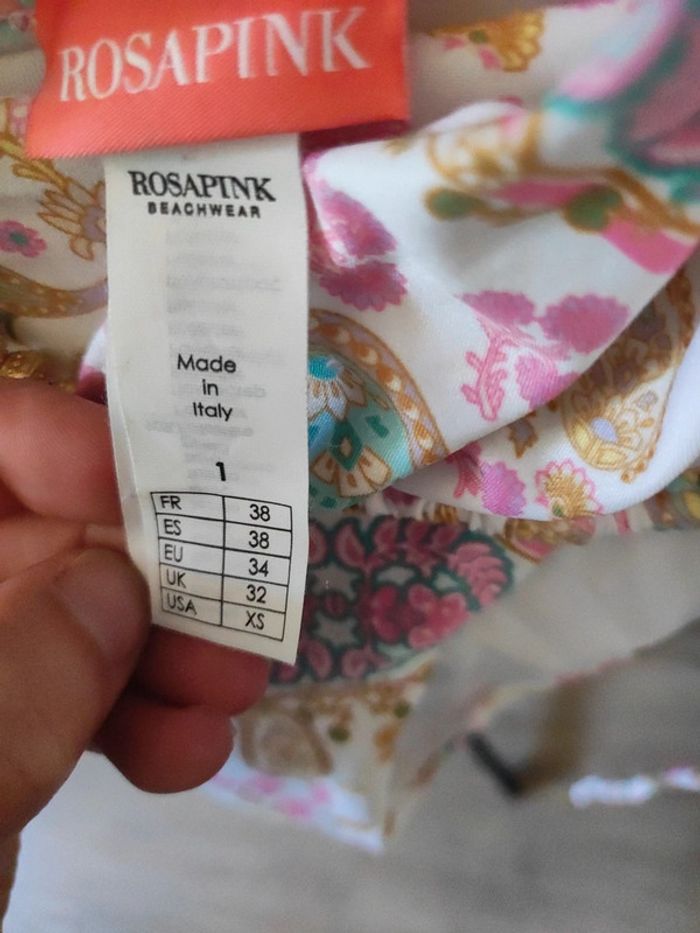 ROSAPINK
ROSAPINK
BEACHWEAR
Made
in
Italy
1
FR 38
ES 38
EU 34
UK 32
USA XS